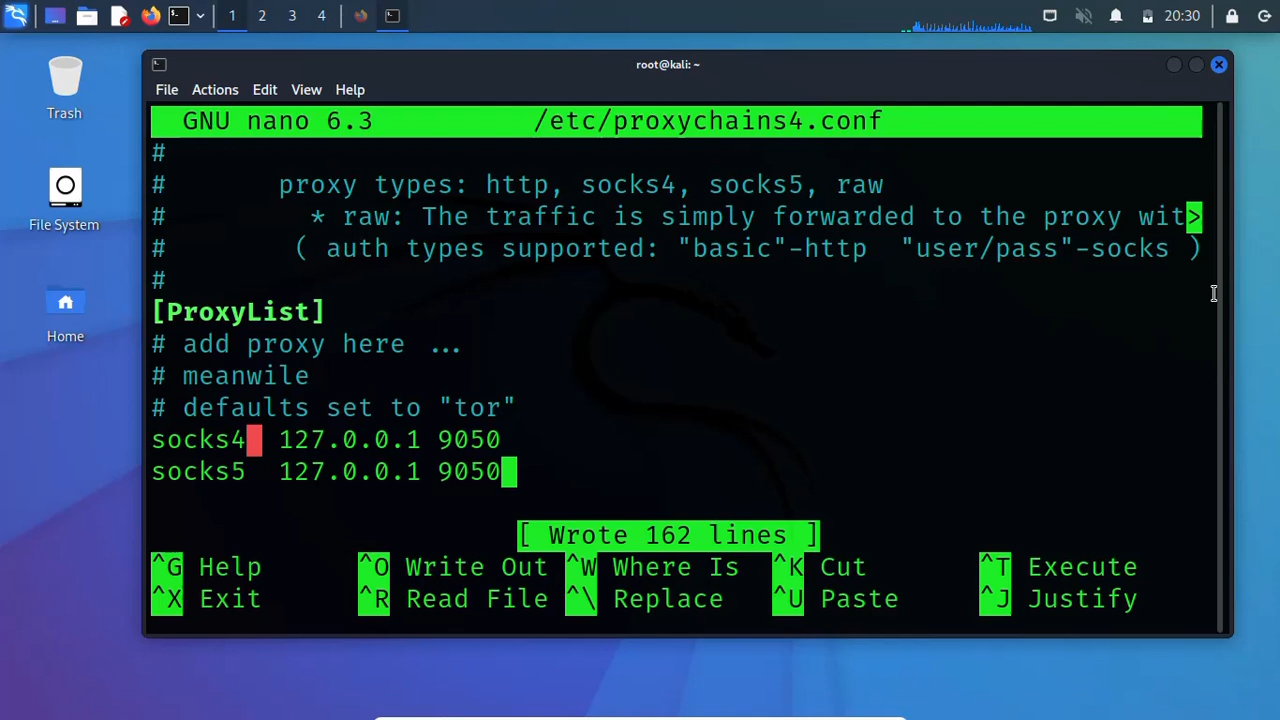 1 2 3 4 20:30
root@kali: ~
File Actions Edit View Help
GNU nano 6.3 /etc/proxychains4.conf
#
# proxy types: http, socks4, socks5, raw
# * raw: The traffic is simply forwarded to the proxy wit>
# ( auth types supported: "basic"-http "user/pass"-socks )
#
[ProxyList]
# add proxy here ...
# meanwile
# defaults set to "tor"
socks4 127.0.0.1 9050
socks5 127.0.0.1 9050
[ Wrote 162 lines ]
^G Help ^O Write Out ^W Where Is ^K Cut ^T Execute
^X Exit ^R Read File ^\ Replace ^U Paste ^J Justify
Trash
File System
Home